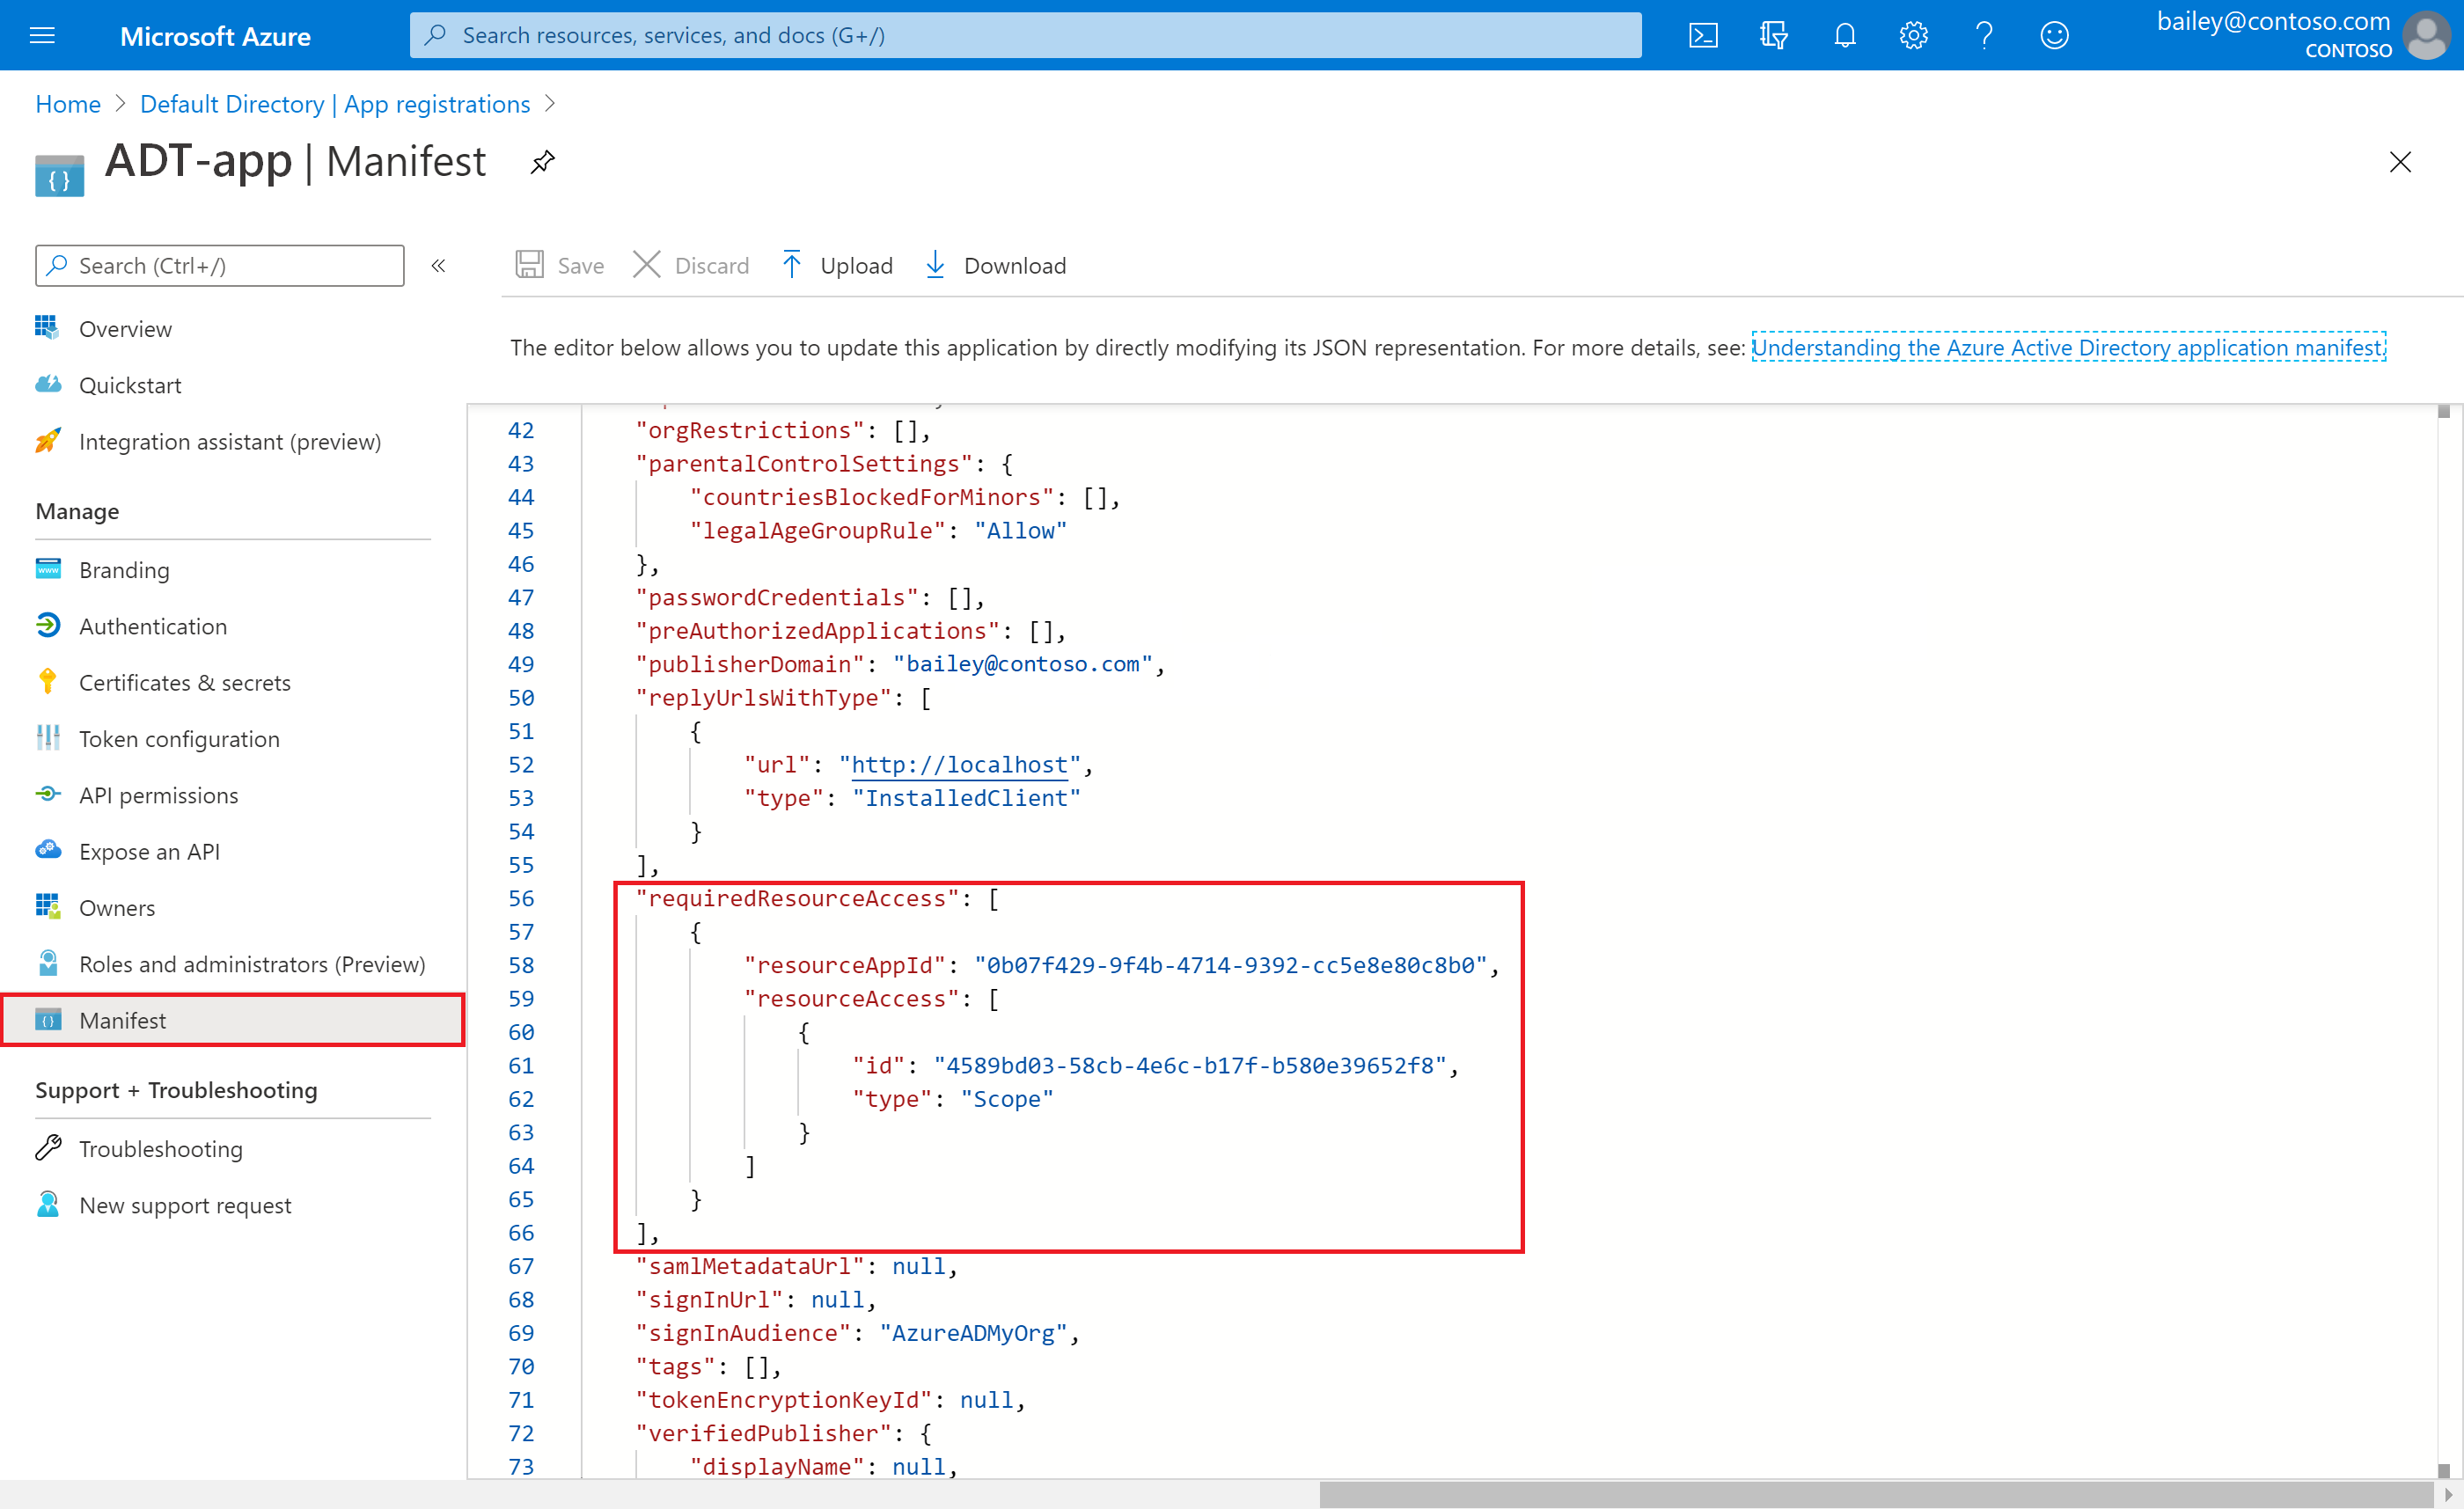 Microsoft Azure
Search resources, services, and docs (G+/)
bailey@contoso.com
CONTOSO
Home > Default Directory | App registrations >
ADT-app | Manifest
Search (Ctrl+/)
«
Save
Discard
Upload
Download
Overview
Quickstart
Integration assistant (preview)
Manage
Branding
Authentication
Certificates & secrets
Token configuration
API permissions
Expose an API
Owners
Roles and administrators (Preview)
Manifest
Support + Troubleshooting
Troubleshooting
New support request
The editor below allows you to update this application by directly modifying its JSON representation. For more details, see: Understanding the Azure Active Directory application manifest.
42 "orgRestrictions": [],
43 "parentalControlSettings": {
44 "countriesBlockedForMinors": [],
45 "legalAgeGroupRule": "Allow"
46 },
47 "passwordCredentials": [],
48 "preAuthorizedApplications": [],
49 "publisherDomain": "bailey@contoso.com",
50 "replyUrlsWithType": [
51 {
52 "url": "http://localhost",
53 "type": "InstalledClient"
54 }
55 ],
56 "requiredResourceAccess": [
57 {
58 "resourceAppId": "0b07f429-9f4b-4714-9392-cc5e8e80c8b0",
59 "resourceAccess": [
60 {
61 "id": "4589bd03-58cb-4e6c-b17f-b580e39652f8",
62 "type": "Scope"
63 }
64 ]
65 }
66 ],
67 "samlMetadataUrl": null,
68 "signInUrl": null,
69 "signInAudience": "AzureADMyOrg",
70 "tags": [],
71 "tokenEncryptionKeyId": null,
72 "verifiedPublisher": {
73 "displayName": null,